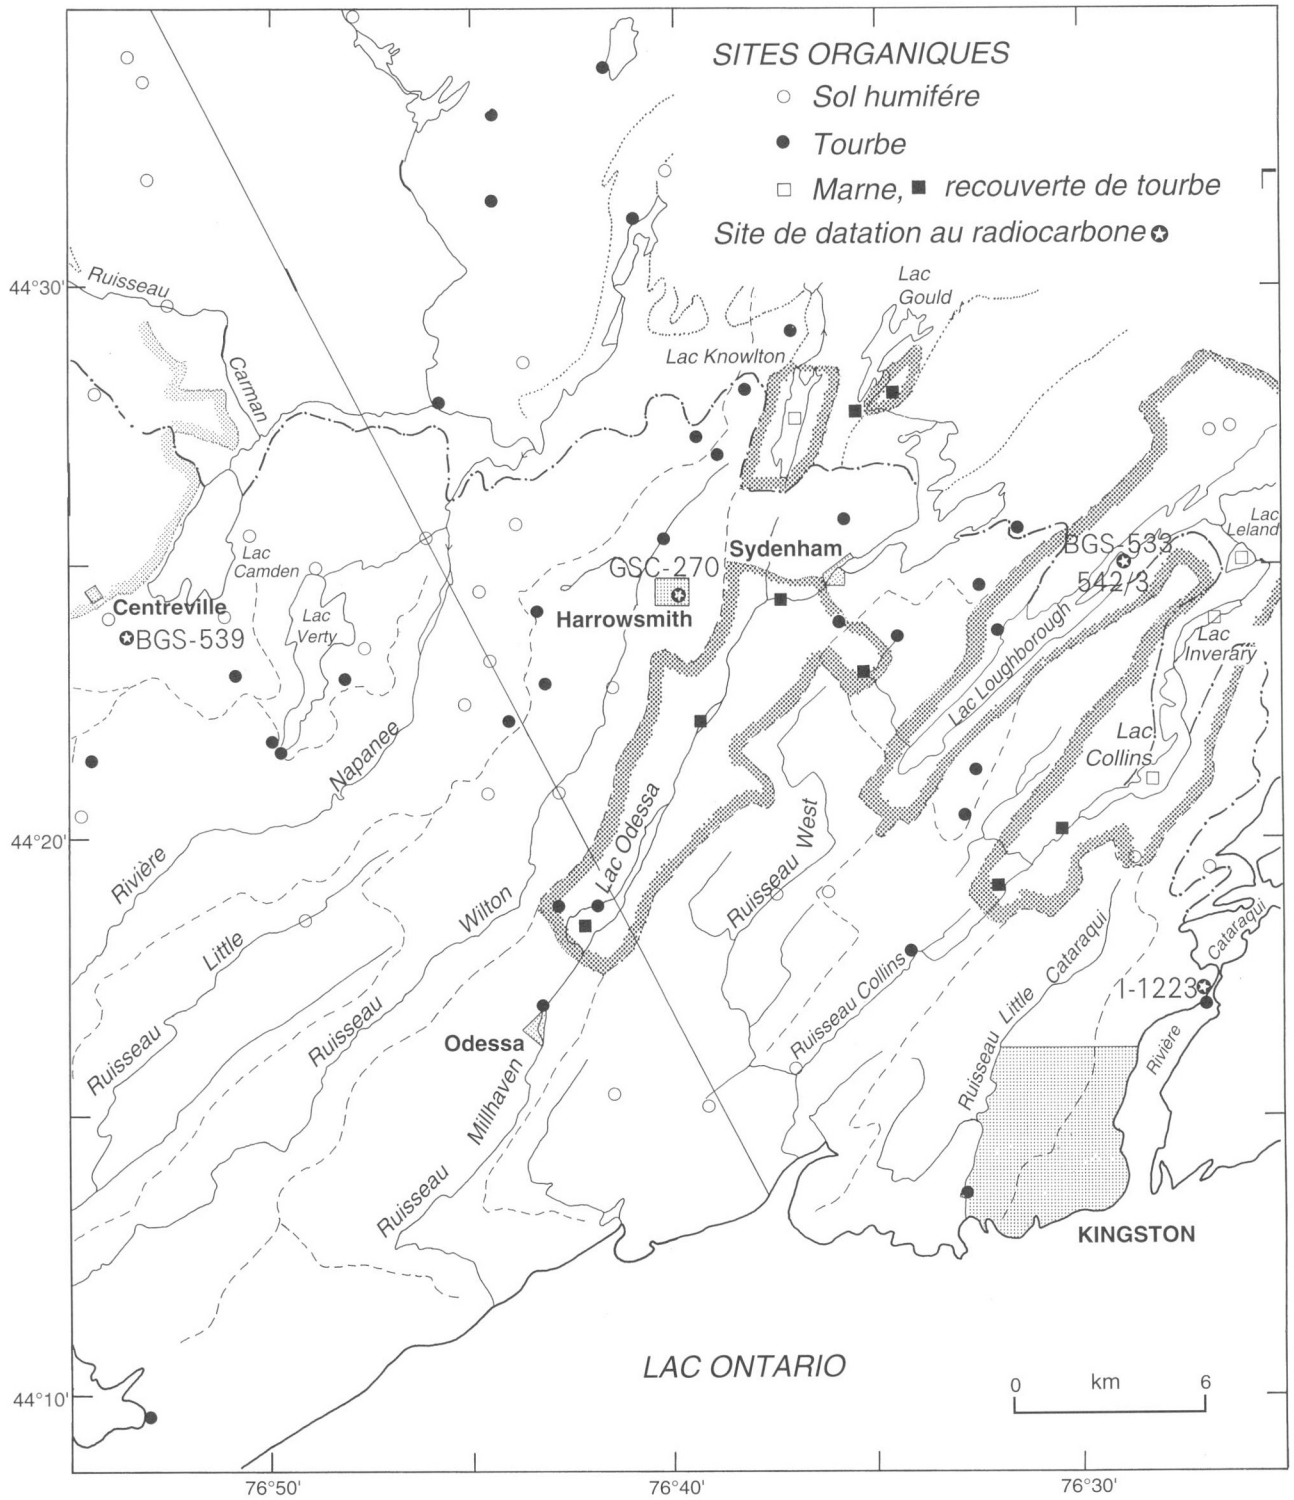 SITES ORGANIQUES
Sol humifére
Tourbe
Marne, recouverte de tourbe
Site de datation au radiocarbone
44°30'
Ruisseau
Carman
Lac
Gould
Lac Knowlton
Lac
Leland
BGS-533
542/3
Sydenham
GSC-270
Harrowsmith
Lac
Camden
Centreville
BGS-539
Lac
Verty
Lac
Inverary
Lac Loughborough
Lac
Collins
Napanee
Rivière
44°20'
Lac Odessa
West
Ruisseau
Wilton
Ruisseau
Little
Ruisseau
Cataraqui
Little
Ruisseau
Ruisseau Collins
Cataraqui
Rivière
1-1223
Odessa
Millhaven
Ruisseau
KINGSTON
LAC ONTARIO
0 km 6
44°10'
76°50' 76°40' 76°30'